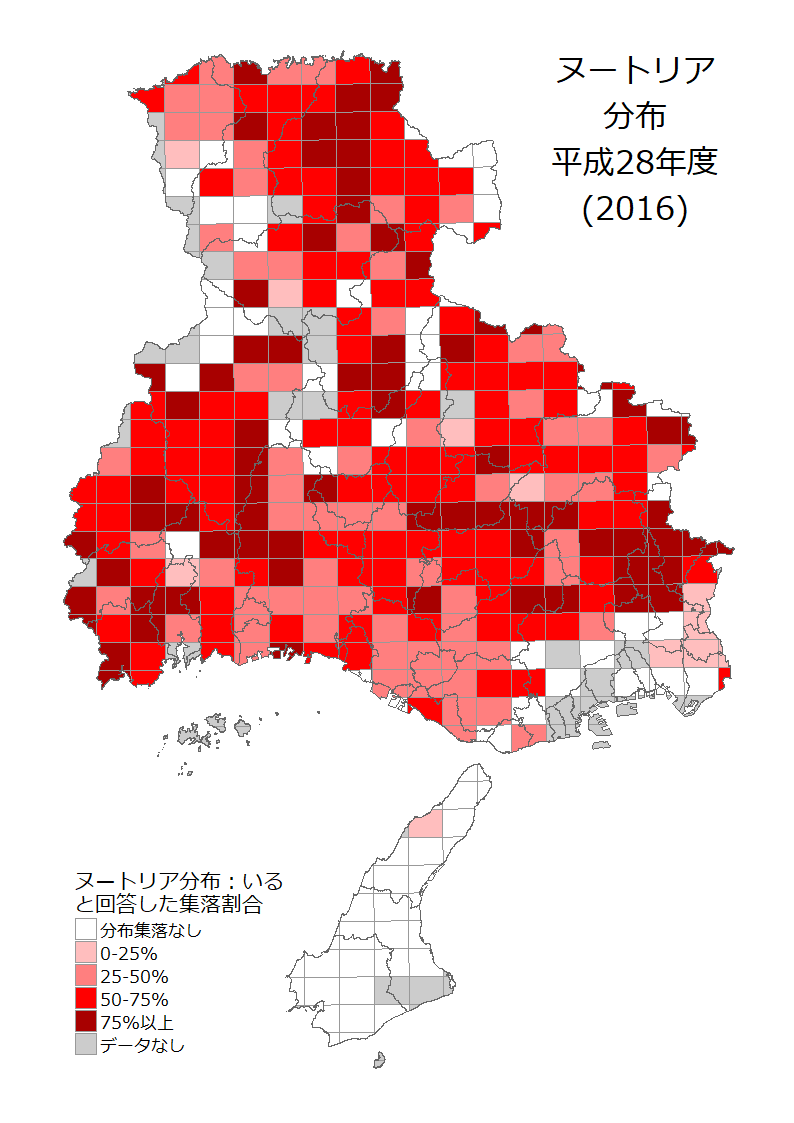 ヌートリア
分布
平成28年度
(2016)
ヌートリア分布：いる
と回答した集落割合
分布集落なし
0-25%
25-50%
50-75%
75%以上
データなし